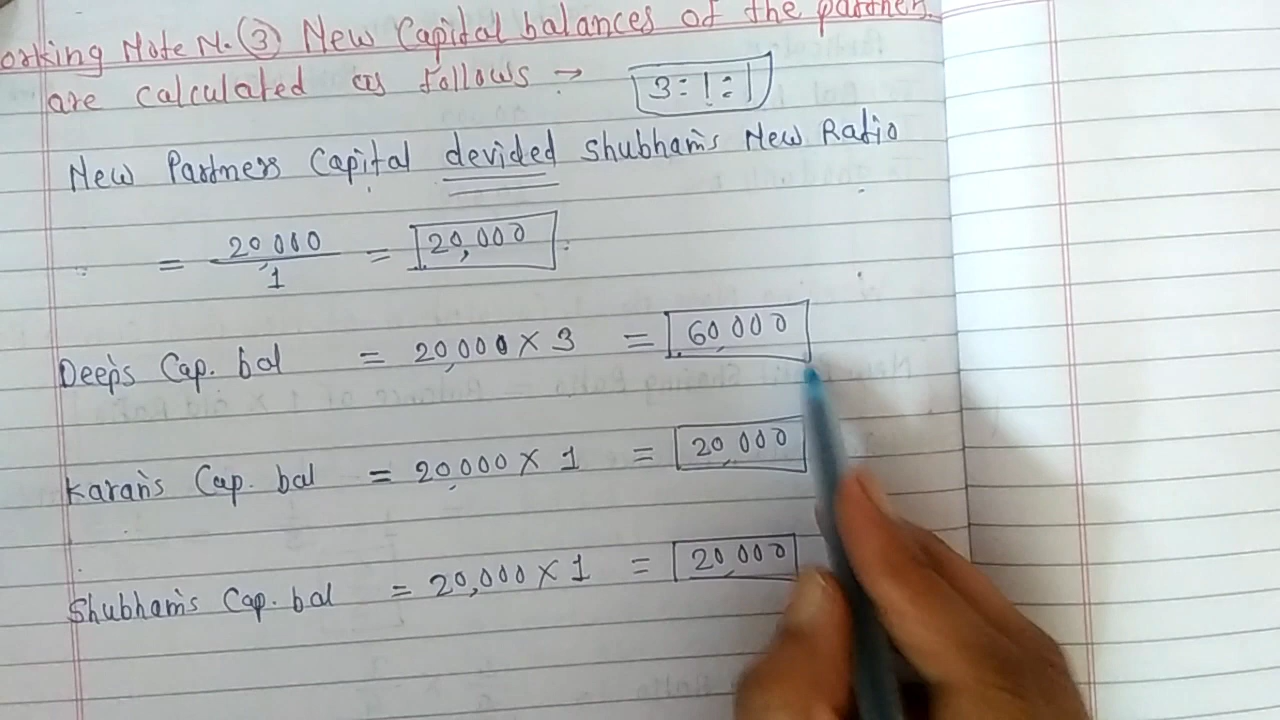 orking Note N. (3) New Capital balances of the partners
are calculated as follows → 3:1:1
New Partners Capital devided Shubham's New Ratio
= 20,000 / 1 = 20,000
Deep's Cap. bal = 20,000 × 3 = 60,000
Karan's Cap. bal = 20,000 × 1 = 20,000
Shubham's Cap. bal = 20,000 × 1 = 20,000